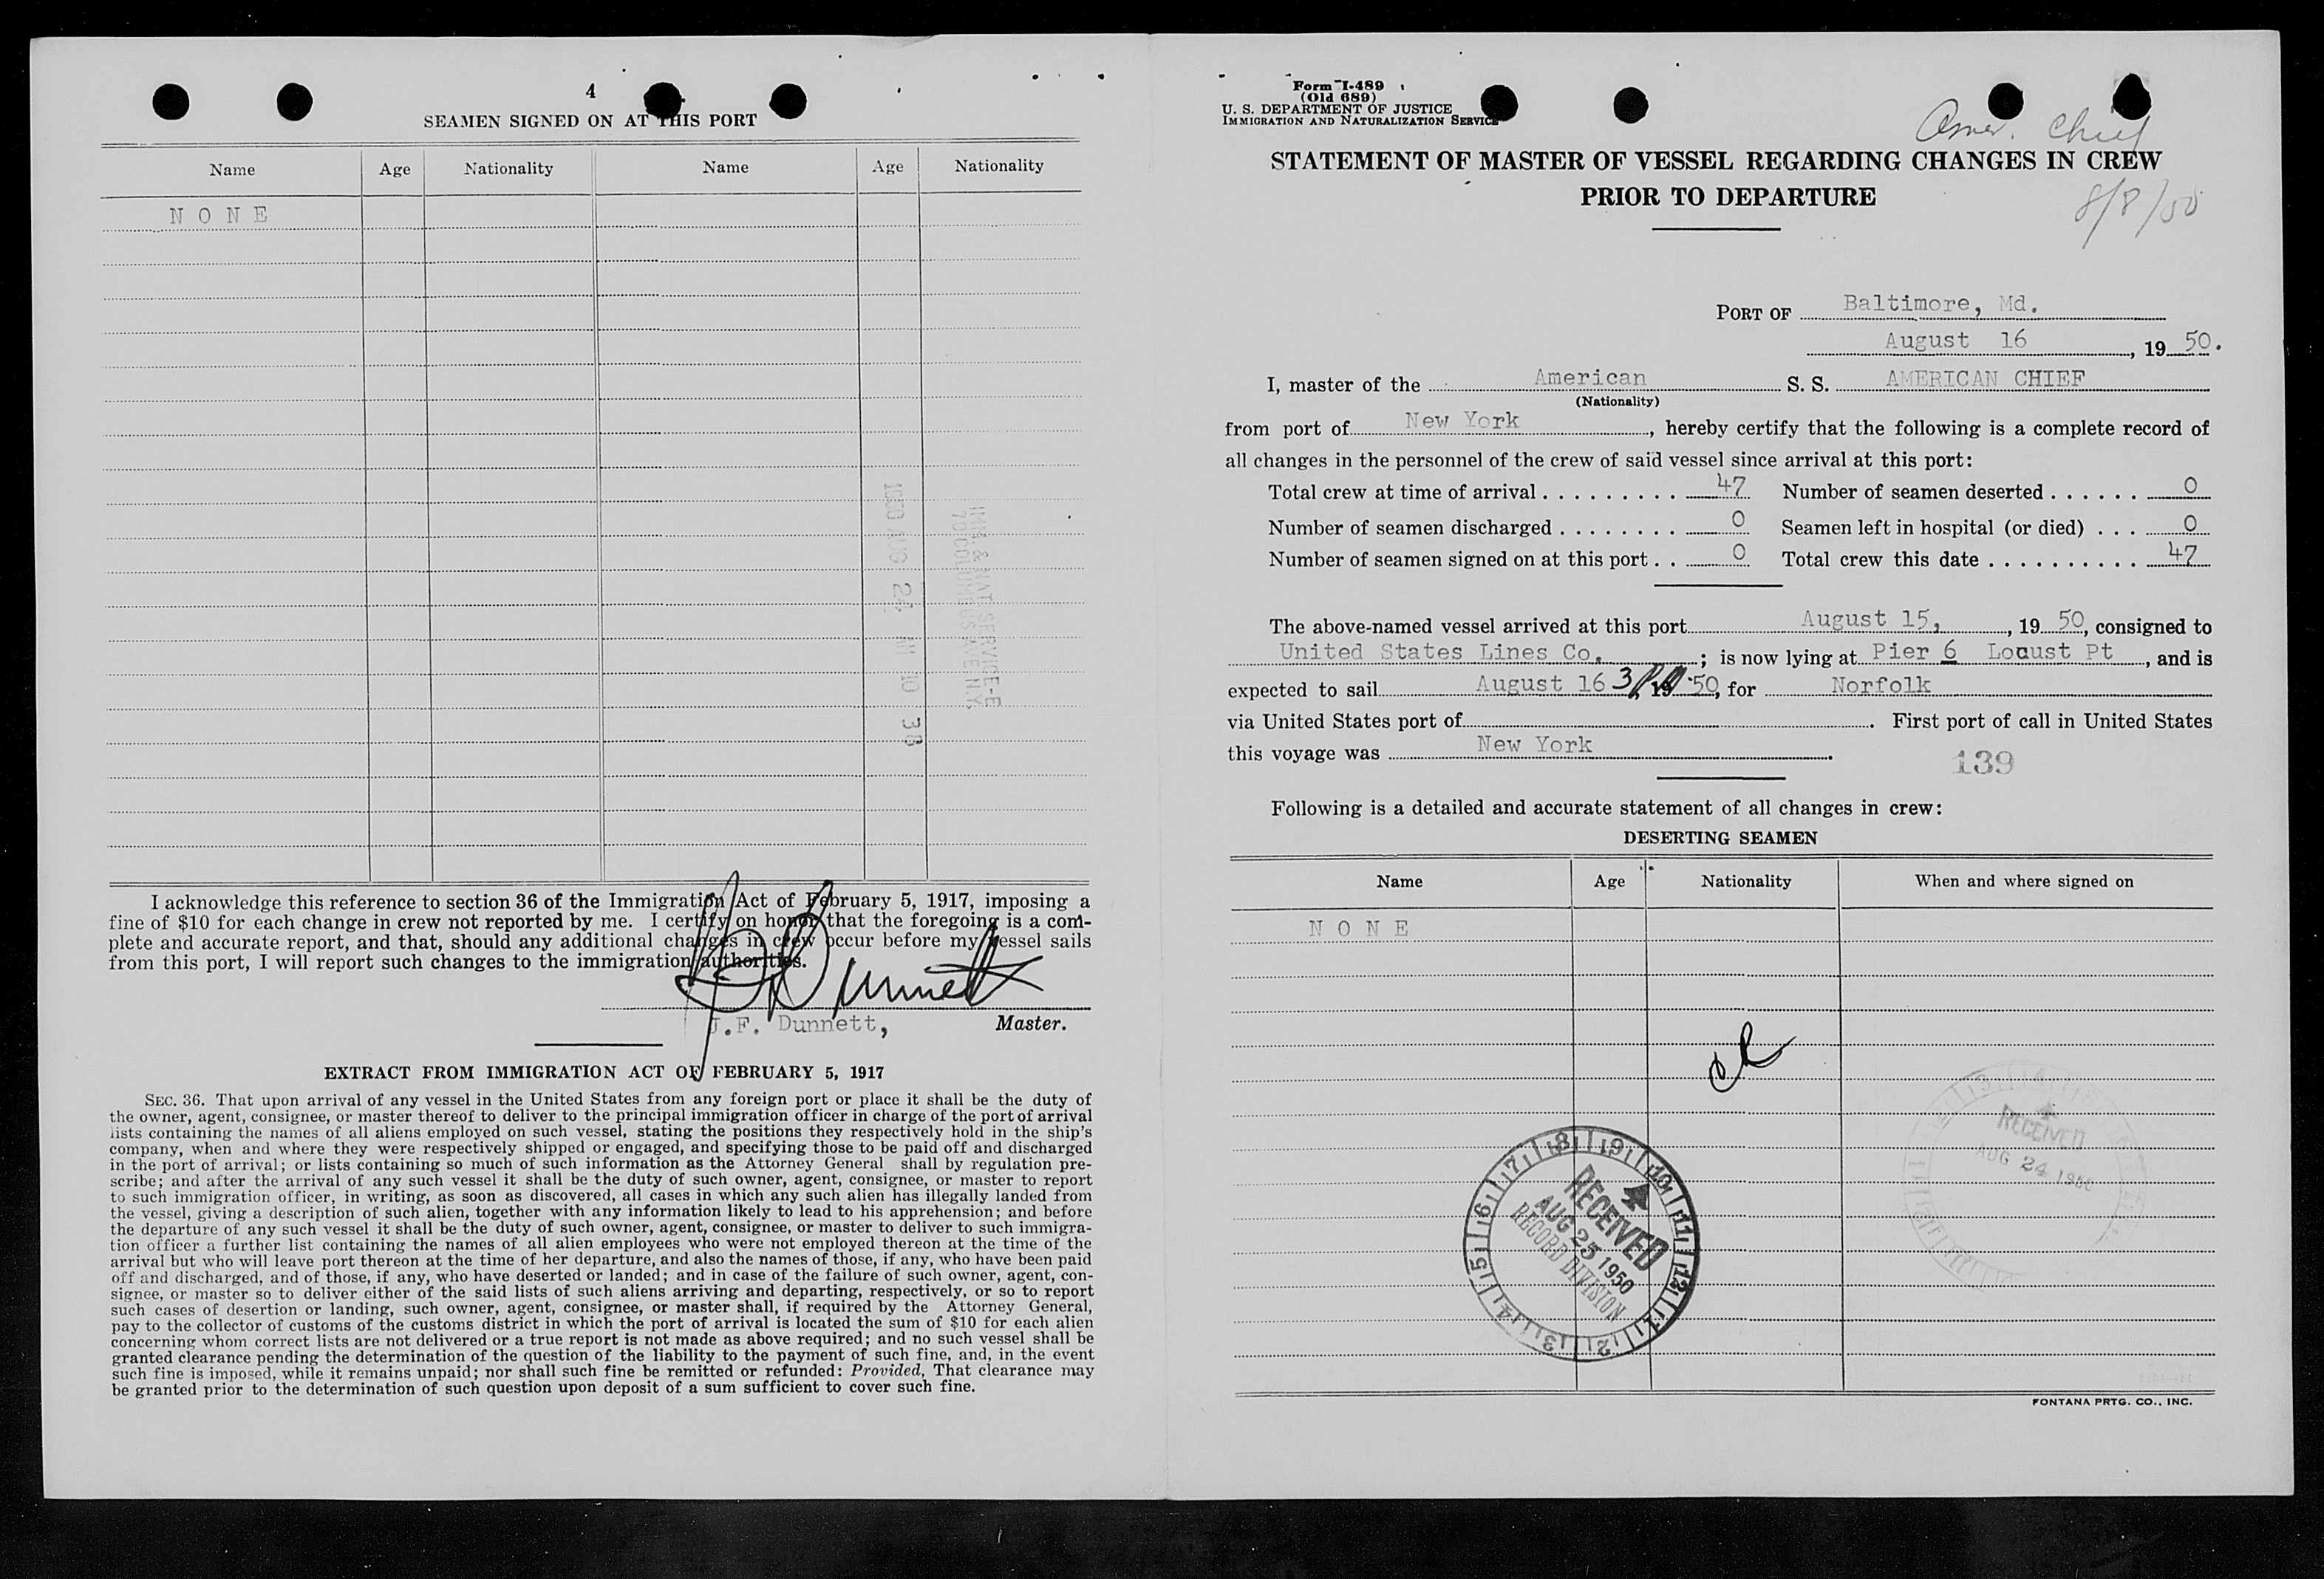 4
SEAMEN SIGNED ON AT THIS PORT
Name Age Nationality Name Age Nationality
N O N E
1950 AUG 24 AM 10 38
IMM. & NAT. SERVICE-E
70 COLUMBUS AVE N.Y.
I acknowledge this reference to section 36 of the Immigration Act of February 5, 1917, imposing a
fine of $10 for each change in crew not reported by me. I certify on honor that the foregoing is a com-
plete and accurate report, and that, should any additional changes in crew occur before my vessel sails
from this port, I will report such changes to the immigration authorities.
J.F. Dunnett, Master.
EXTRACT FROM IMMIGRATION ACT OF FEBRUARY 5, 1917
SEC. 36. That upon arrival of any vessel in the United States from any foreign port or place it shall be the duty of
the owner, agent, consignee, or master thereof to deliver to the principal immigration officer in charge of the port of arrival
lists containing the names of all aliens employed on such vessel, stating the positions they respectively hold in the ship's
company, when and where they were respectively shipped or engaged, and specifying those to be paid off and discharged
in the port of arrival; or lists containing so much of such information as the Attorney General shall by regulation pre-
scribe; and after the arrival of any such vessel it shall be the duty of such owner, agent, consignee, or master to report
to such immigration officer, in writing, as soon as discovered, all cases in which any such alien has illegally landed from
the vessel, giving a description of such alien, together with any information likely to lead to his apprehension; and before
the departure of any such vessel it shall be the duty of such owner, agent, consignee, or master to deliver to such immigra-
tion officer a further list containing the names of all alien employees who were not employed thereon at the time of the
arrival but who will leave port thereon at the time of her departure, and also the names of those, if any, who have been paid
off and discharged, and of those, if any, who have deserted or landed; and in case of the failure of such owner, agent, con-
signee, or master so to deliver either of the said lists of such aliens arriving and departing, respectively, or so to report
such cases of desertion or landing, such owner, agent, consignee, or master shall, if required by the Attorney General,
pay to the collector of customs of the customs district in which the port of arrival is located the sum of $10 for each alien
concerning whom correct lists are not delivered or a true report is not made as above required; and no such vessel shall be
granted clearance pending the determination of the question of the liability to the payment of such fine, and, in the event
such fine is imposed, while it remains unpaid; nor shall such fine be remitted or refunded: Provided, That clearance may
be granted prior to the determination of such question upon deposit of a sum sufficient to cover such fine.
Form I-489
(Old 689)
U. S. DEPARTMENT OF JUSTICE
IMMIGRATION AND NATURALIZATION SERVICE
Amer. Chief
STATEMENT OF MASTER OF VESSEL REGARDING CHANGES IN CREW
PRIOR TO DEPARTURE
8/8/50
PORT OF Baltimore, Md.
August 16, 19 50.
I, master of the American S. S. AMERICAN CHIEF
(Nationality)
from port of New York, hereby certify that the following is a complete record of
all changes in the personnel of the crew of said vessel since arrival at this port:
Total crew at time of arrival 47 Number of seamen deserted 0
Number of seamen discharged 0 Seamen left in hospital (or died) 0
Number of seamen signed on at this port 0 Total crew this date 47
The above-named vessel arrived at this port August 15, 19 50, consigned to
United States Lines Co.; is now lying at Pier 6 Locust Pt, and is
expected to sail August 16 3 PM 19 50, for Norfolk
via United States port of. First port of call in United States
this voyage was New York.
139
Following is a detailed and accurate statement of all changes in crew:
DESERTING SEAMEN
Name Age Nationality When and where signed on
N O N E
RECEIVED
AUG 24 1950
RECEIVED
AUG 25 1950
RECORD DIVISION
FONTANA PRTG. CO., INC.